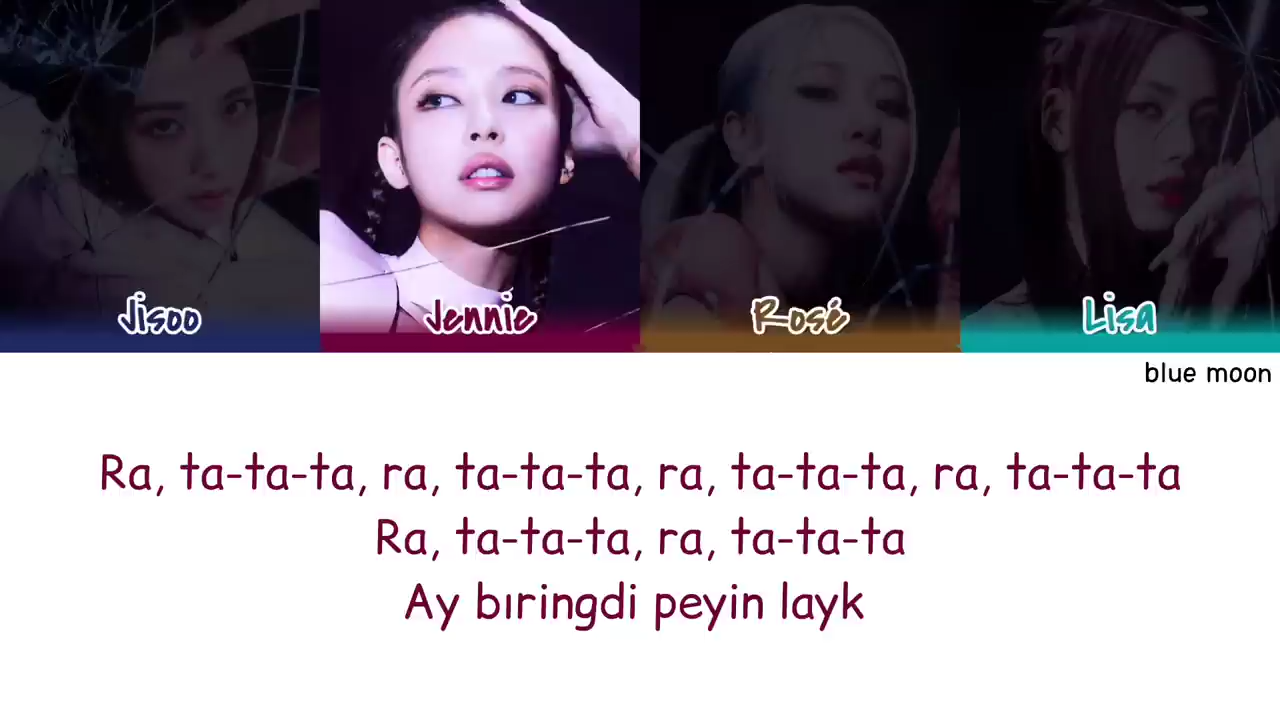 Jisoo
Jennie
Rosé
Lisa
blue moon
Ra, ta-ta-ta, ra, ta-ta-ta, ra, ta-ta-ta, ra, ta-ta-ta
Ra, ta-ta-ta, ra, ta-ta-ta
Ay bıringdi peyin layk